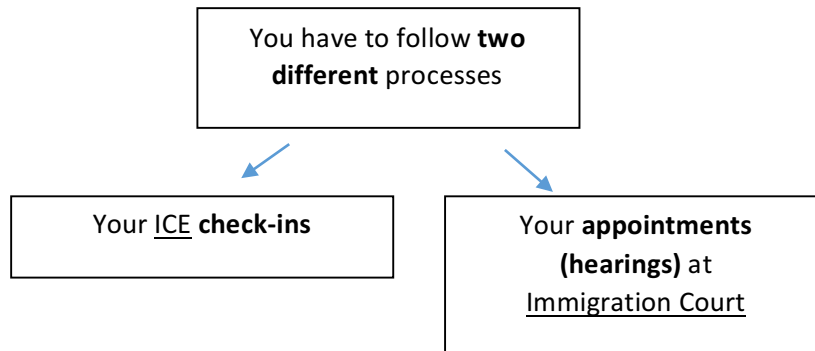 You have to follow two
different processes
Your ICE check-ins
Your appointments
(hearings) at
Immigration Court